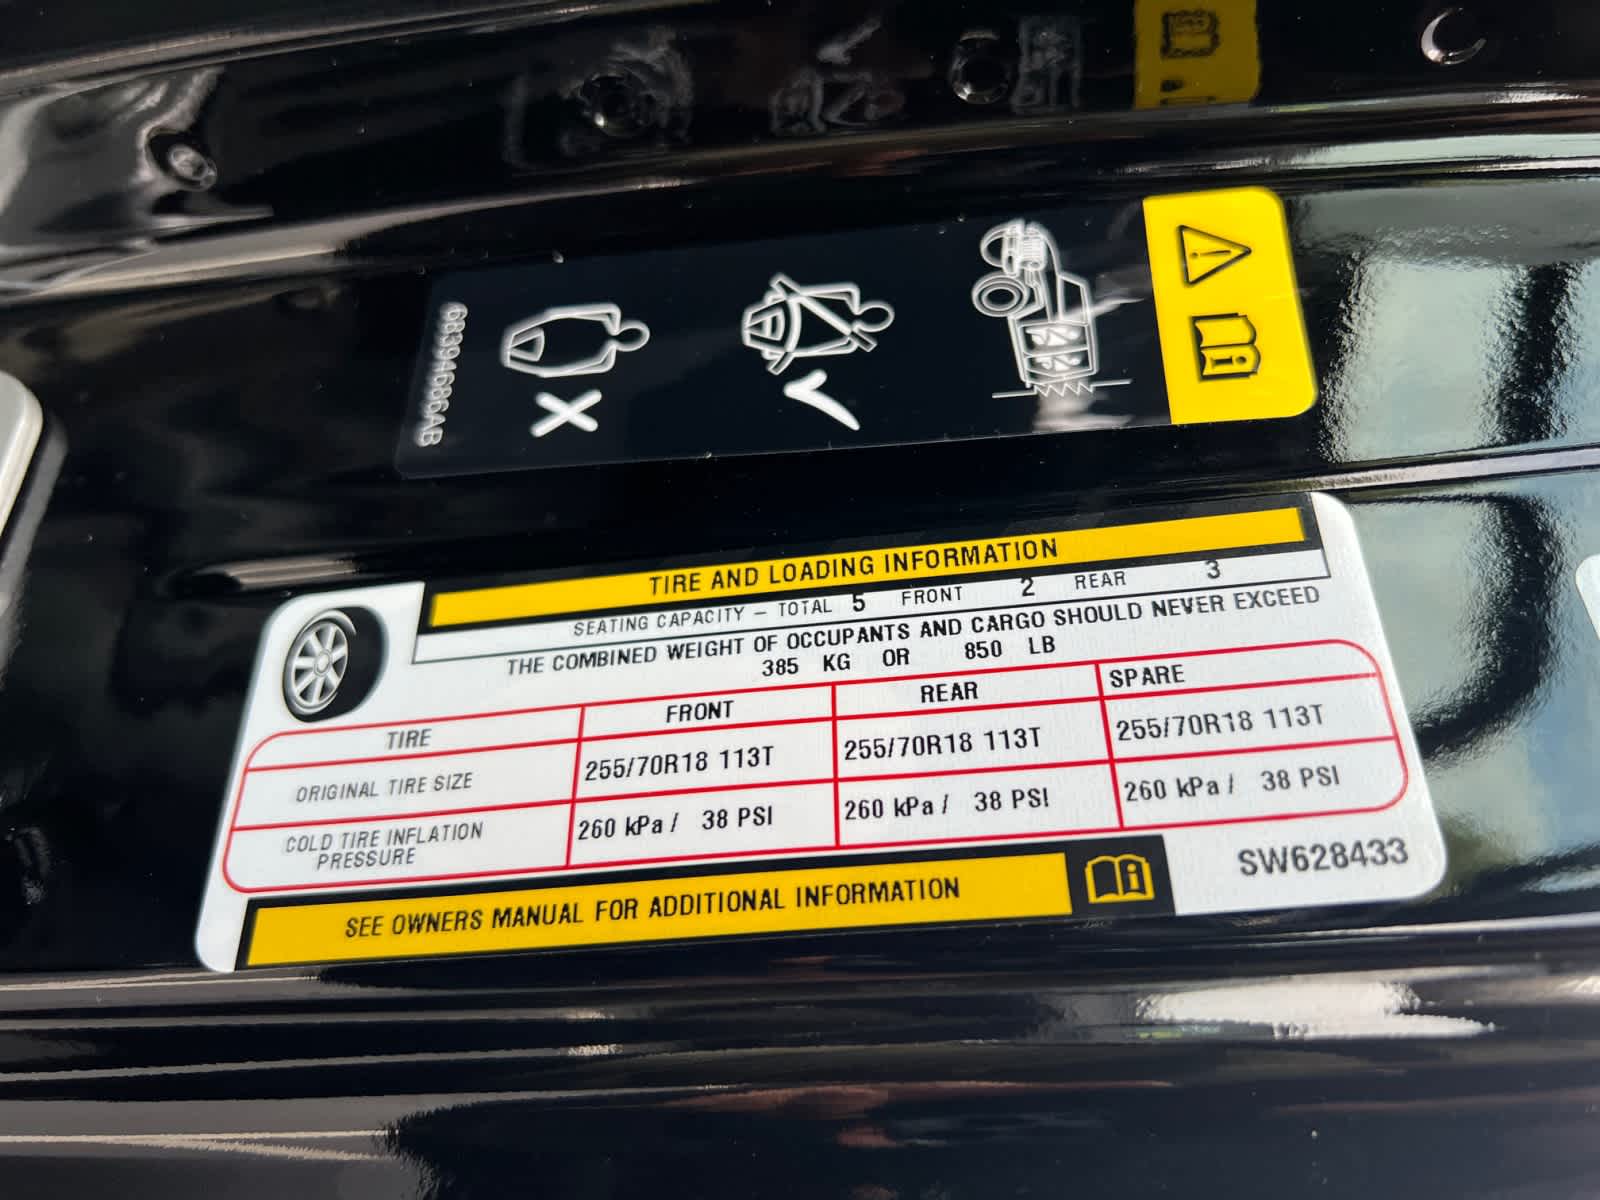 68394686AB
TIRE AND LOADING INFORMATION
SEATING CAPACITY – TOTAL 5 FRONT 2 REAR 3
THE COMBINED WEIGHT OF OCCUPANTS AND CARGO SHOULD NEVER EXCEED
385 KG OR 850 LB
TIRE FRONT REAR SPARE
ORIGINAL TIRE SIZE 255/70R18 113T 255/70R18 113T 255/70R18 113T
COLD TIRE INFLATION
PRESSURE 260 kPa / 38 PSI 260 kPa / 38 PSI 260 kPa / 38 PSI
SEE OWNERS MANUAL FOR ADDITIONAL INFORMATION
SW628433